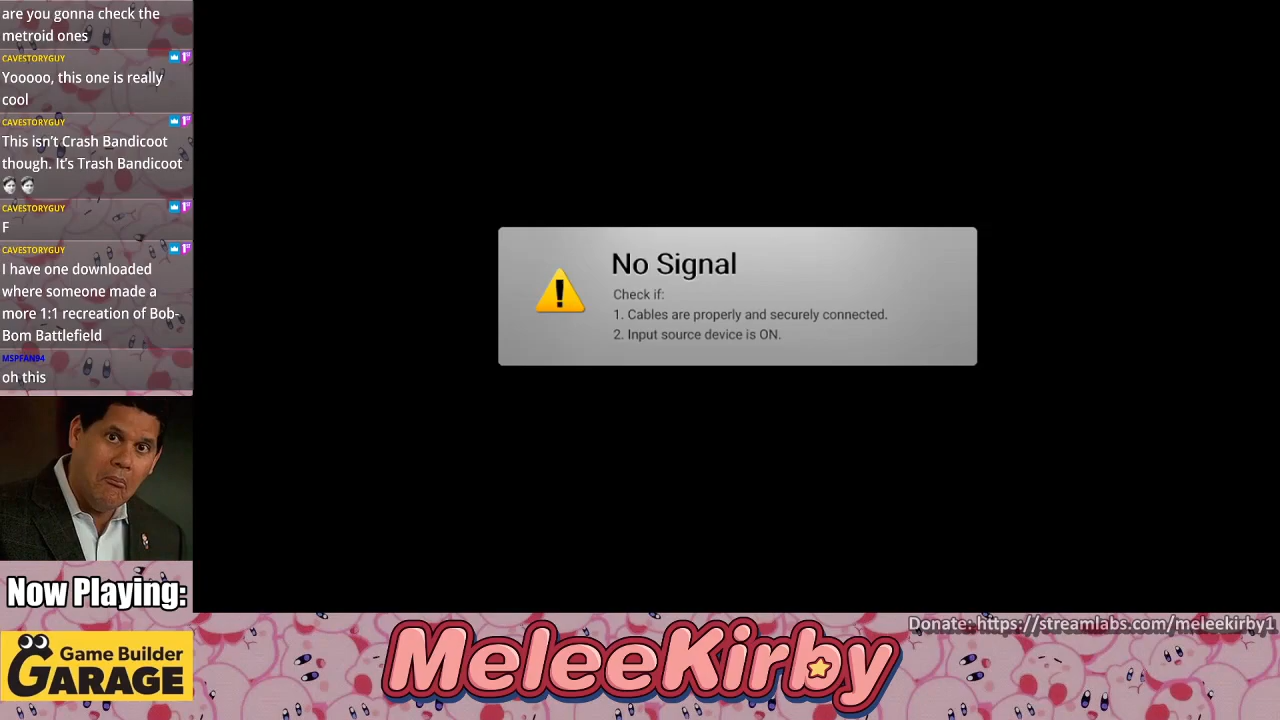 are you gonna check the
metroid ones
CAVESTORYGUY
Yooooo, this one is really
cool
CAVESTORYGUY
This isn't Crash Bandicoot
though. It's Trash Bandicoot
CAVESTORYGUY
F
CAVESTORYGUY
I have one downloaded
where someone made a
more 1:1 recreation of Bob-
Bom Battlefield
MSPFAN94
oh this
No Signal
Check if:
1. Cables are properly and securely connected.
2. Input source device is ON.
Now Playing:
Game Builder
GARAGE
MeleeKirby
Donate: https://streamlabs.com/meleekirby1